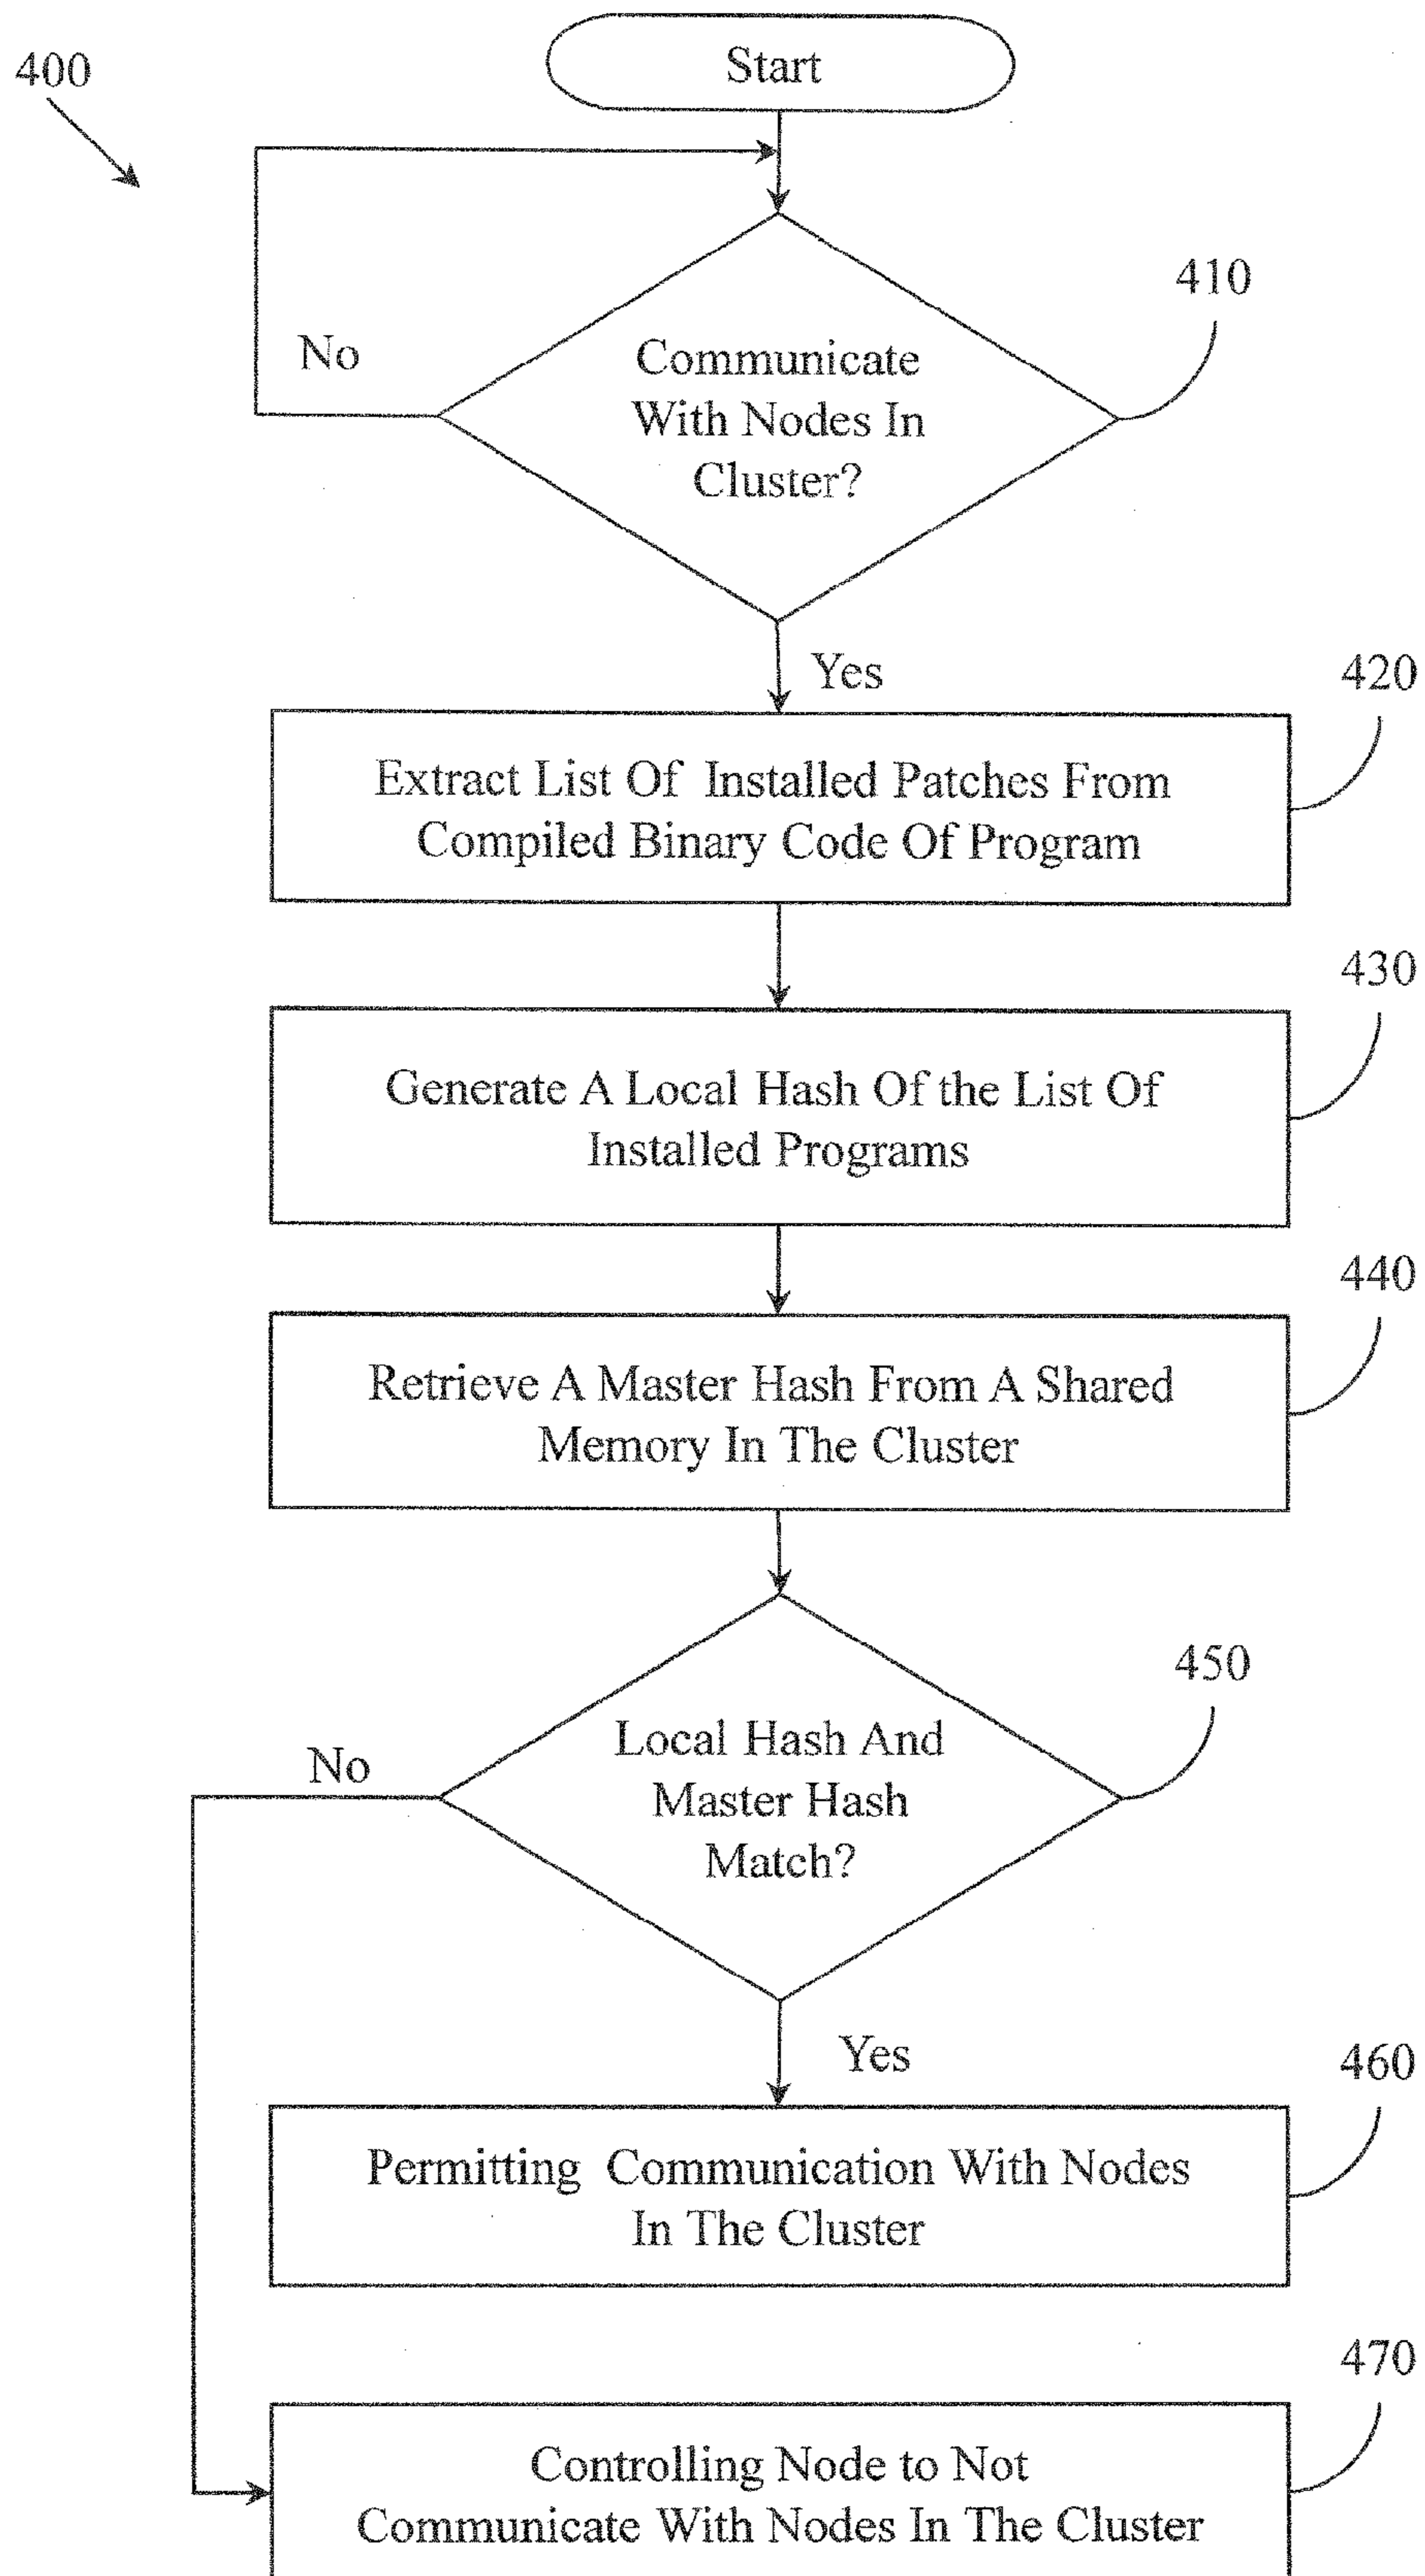 Start
400
410
No
Communicate
With Nodes In
Cluster?
Yes
420
Extract List Of Installed Patches From
Compiled Binary Code Of Program
430
Generate A Local Hash Of the List Of
Installed Programs
440
Retrieve A Master Hash From A Shared
Memory In The Cluster
450
No
Local Hash And
Master Hash
Match?
Yes
460
Permitting Communication With Nodes
In The Cluster
470
Controlling Node to Not
Communicate With Nodes In The Cluster